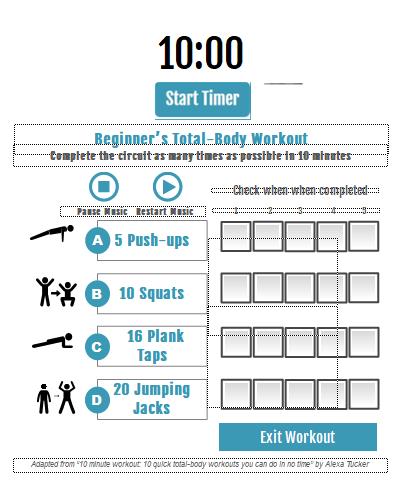 10:00
Start Timer
Beginner's Total-Body Workout
Complete the circuit as many times as possible in 10 minutes
Check when when completed
Pause Music Restart Music
1 2 3 4 5
A 5 Push-ups
B 10 Squats
C 16 Plank
Taps
D 20 Jumping
Jacks
Exit Workout
Adapted from "10 minute workout: 10 quick total-body workouts you can do in no time" by Alexa Tucker